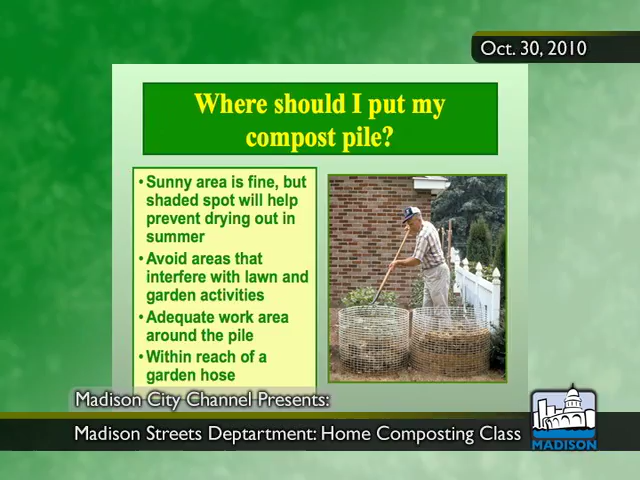 Oct. 30, 2010
Where should I put my
compost pile?
• Sunny area is fine, but
shaded spot will help
prevent drying out in
summer
• Avoid areas that
interfere with lawn and
garden activities
• Adequate work area
around the pile
• Within reach of a
garden hose
Madison City Channel Presents:
Madison Streets Deptartment: Home Composting Class
MADISON